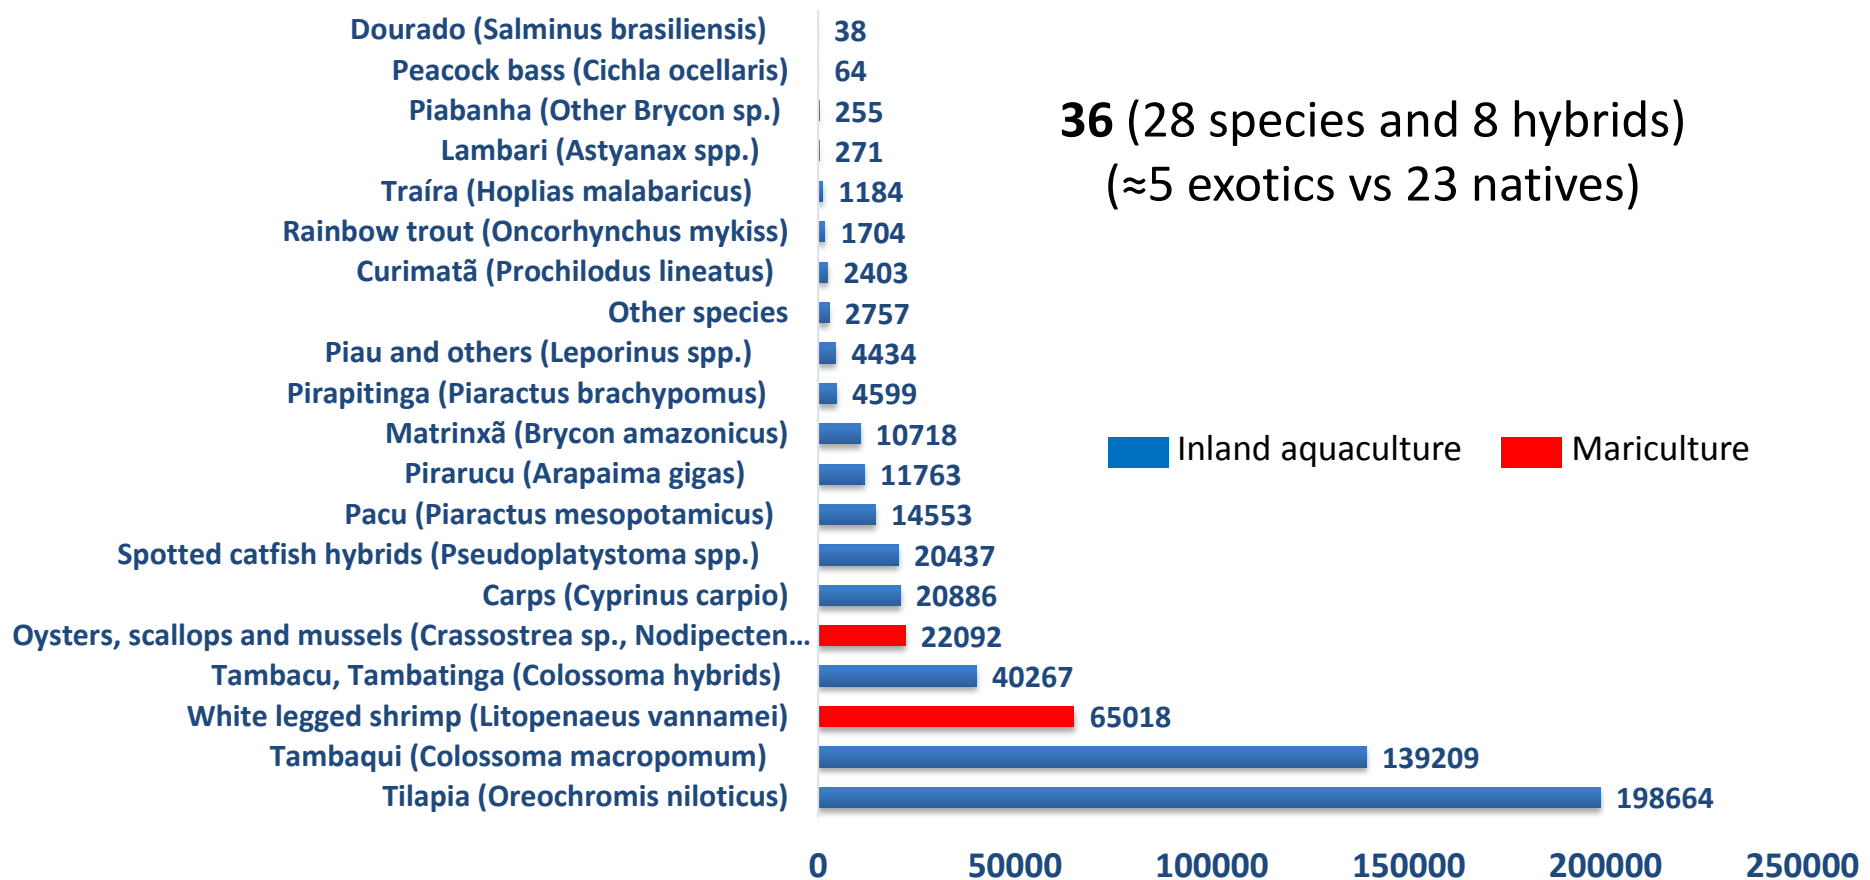 Dourado (Salminus brasiliensis) 38
Peacock bass (Cichla ocellaris) 64
Piabanha (Other Brycon sp.) 255
Lambari (Astyanax spp.) 271
Traíra (Hoplias malabaricus) 1184
Rainbow trout (Oncorhynchus mykiss) 1704
Curimatã (Prochilodus lineatus) 2403
Other species 2757
Piau and others (Leporinus spp.) 4434
Pirapitinga (Piaractus brachypomus) 4599
Matrinxã (Brycon amazonicus) 10718
Pirarucu (Arapaima gigas) 11763
Pacu (Piaractus mesopotamicus) 14553
Spotted catfish hybrids (Pseudoplatystoma spp.) 20437
Carps (Cyprinus carpio) 20886
Oysters, scallops and mussels (Crassostrea sp., Nodipecten... 22092
Tambacu, Tambatinga (Colossoma hybrids) 40267
White legged shrimp (Litopenaeus vannamei) 65018
Tambaqui (Colossoma macropomum) 139209
Tilapia (Oreochromis niloticus) 198664
0 50000 100000 150000 200000 250000
36 (28 species and 8 hybrids)
(≈5 exotics vs 23 natives)
Inland aquaculture Mariculture